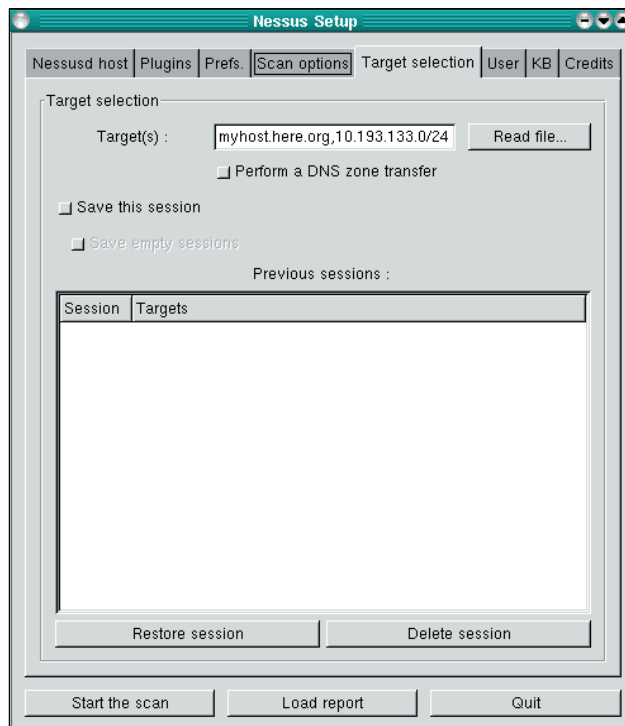 Nessus Setup
Nessusd host Plugins Prefs. Scan options Target selection User KB Credits
Target selection
Target(s) : myhost.here.org,10.193.133.0/24 Read file...
Perform a DNS zone transfer
Save this session
Save empty sessions
Previous sessions :
Session Targets
Restore session Delete session
Start the scan Load report Quit